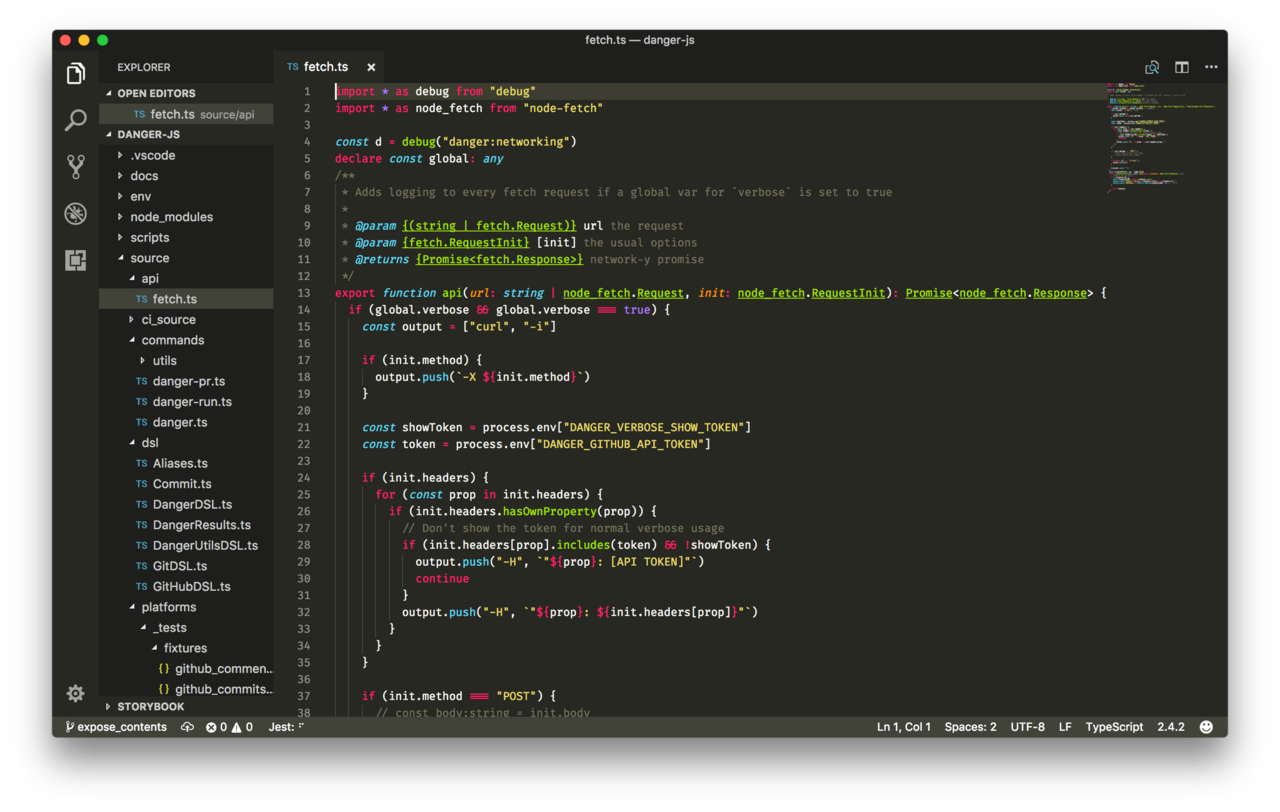 fetch.ts — danger-js
EXPLORER
OPEN EDITORS
TS fetch.ts source/api
DANGER-JS
.vscode
docs
env
node_modules
scripts
source
api
TS fetch.ts
ci_source
commands
utils
TS danger-pr.ts
TS danger-run.ts
TS danger.ts
dsl
TS Aliases.ts
TS Commit.ts
TS DangerDSL.ts
TS DangerResults.ts
TS DangerUtilsDSL.ts
TS GitDSL.ts
TS GitHubDSL.ts
platforms
_tests
fixtures
{} github_commen...
{} github_commits...
STORYBOOK
TS fetch.ts ×
1 import * as debug from "debug"
2 import * as node_fetch from "node-fetch"
3
4 const d = debug("danger:networking")
5 declare const global: any
6 /**
7 * Adds logging to every fetch request if a global var for `verbose` is set to true
8 *
9 * @param {(string | fetch.Request)} url the request
10 * @param {fetch.RequestInit} [init] the usual options
11 * @returns {Promise<fetch.Response>} network-y promise
12 */
13 export function api(url: string | node_fetch.Request, init: node_fetch.RequestInit): Promise<node_fetch.Response> {
14 if (global.verbose && global.verbose === true) {
15 const output = ["curl", "-i"]
16
17 if (init.method) {
18 output.push(`-X ${init.method}`)
19 }
20
21 const showToken = process.env["DANGER_VERBOSE_SHOW_TOKEN"]
22 const token = process.env["DANGER_GITHUB_API_TOKEN"]
23
24 if (init.headers) {
25 for (const prop in init.headers) {
26 if (init.headers.hasOwnProperty(prop)) {
27 // Don't show the token for normal verbose usage
28 if (init.headers[prop].includes(token) && !showToken) {
29 output.push("-H", `"${prop}: [API TOKEN]"`)
30 continue
31 }
32 output.push("-H", `"${prop}: ${init.headers[prop]}"`)
33 }
34 }
35 }
36
37 if (init.method === "POST") {
38 // const body:string = init.body
expose_contents 0 0 Jest: Ln 1, Col 1 Spaces: 2 UTF-8 LF TypeScript 2.4.2